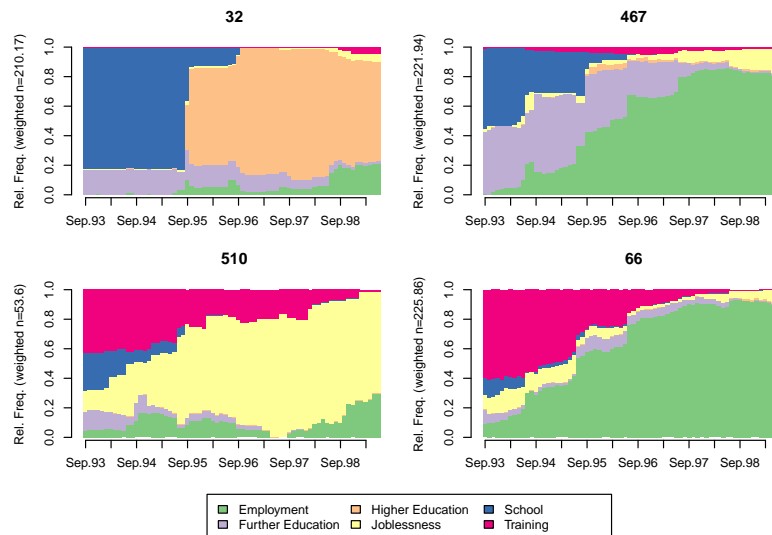 32
467
Rel. Freq. (weighted n=210.17)
0.0 0.2 0.4 0.6 0.8 1.0
Sep.93 Sep.94 Sep.95 Sep.96 Sep.97 Sep.98
Rel. Freq. (weighted n=221.94)
0.0 0.2 0.4 0.6 0.8 1.0
Sep.93 Sep.94 Sep.95 Sep.96 Sep.97 Sep.98
510
66
Rel. Freq. (weighted n=53.6)
0.0 0.2 0.4 0.6 0.8 1.0
Sep.93 Sep.94 Sep.95 Sep.96 Sep.97 Sep.98
Rel. Freq. (weighted n=225.86)
0.0 0.2 0.4 0.6 0.8 1.0
Sep.93 Sep.94 Sep.95 Sep.96 Sep.97 Sep.98
Employment Higher Education School
Further Education Joblessness Training